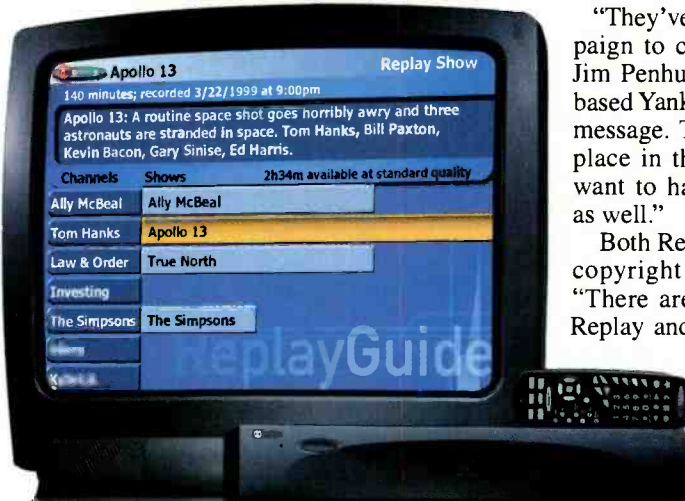 Apollo 13
Replay Show
140 minutes; recorded 3/22/1999 at 9:00pm
Apollo 13: A routine space shot goes horribly awry and three
astronauts are stranded in space. Tom Hanks, Bill Paxton,
Kevin Bacon, Gary Sinise, Ed Harris.
Channels Shows 2h34m available at standard quality
Ally McBeal Ally McBeal
Tom Hanks Apollo 13
Law & Order True North
Investing
The Simpsons The Simpsons
ReplayGuide
“They’ve
paign to c
Jim Penhu
based Yank
message. T
place in th
want to ha
as well.”
Both Re
copyright
“There are
Replay and